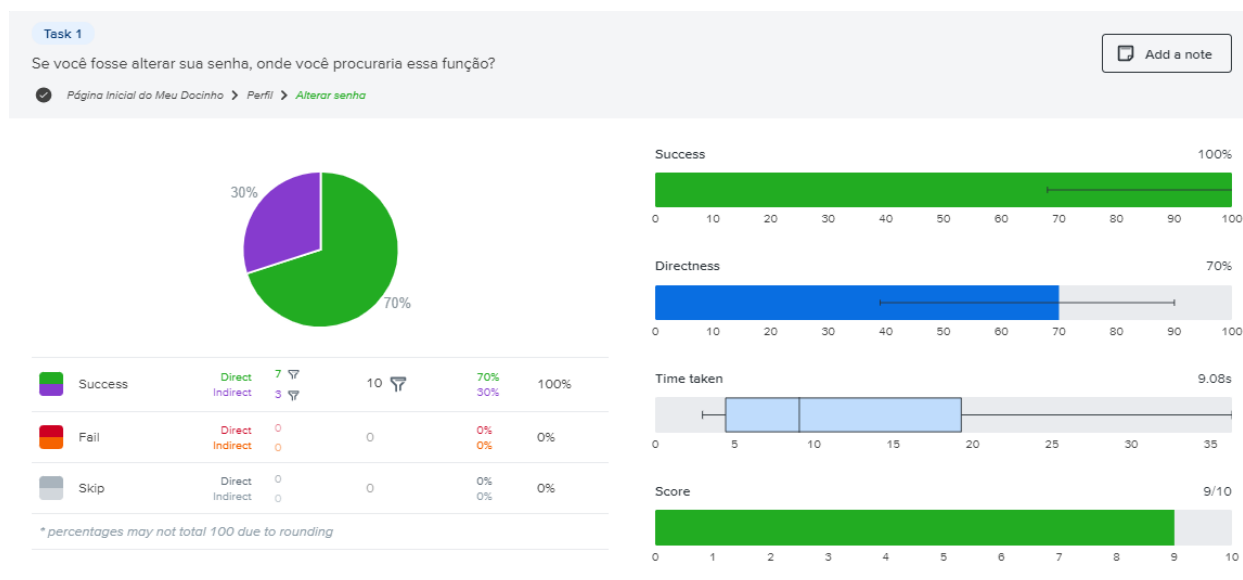 Task 1
Se você fosse alterar sua senha, onde você procuraria essa função?
Add a note
Página Inicial do Meu Docinho > Perfil > Alterar senha
30%
70%
Success Direct 7 10 70% 100%
Indirect 3 30%
Fail Direct 0 0 0% 0%
Indirect 0 0%
Skip Direct 0 0 0% 0%
Indirect 0 0%
* percentages may not total 100 due to rounding
Success 100%
0 10 20 30 40 50 60 70 80 90 100
Directness 70%
0 10 20 30 40 50 60 70 80 90 100
Time taken 9.08s
0 5 10 15 20 25 30 35
Score 9/10
0 1 2 3 4 5 6 7 8 9 10